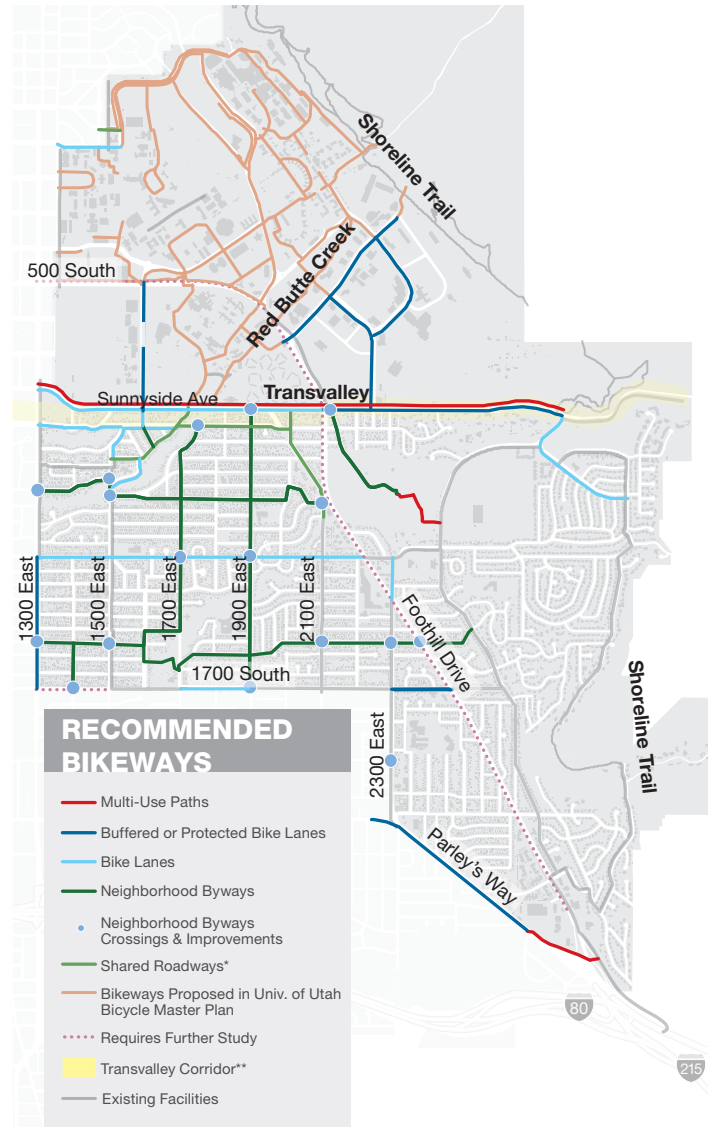 Shoreline Trail
500 South
Red Butte Creek
Sunnyside Ave
Transvalley
1300 East
1500 East
1700 East
1900 East
2100 East
Foothill Drive
1700 South
Shoreline Trail
2300 East
Parley's Way
80
215
RECOMMENDED
BIKEWAYS
Multi-Use Paths
Buffered or Protected Bike Lanes
Bike Lanes
Neighborhood Byways
Neighborhood Byways
Crossings & Improvements
Shared Roadways*
Bikeways Proposed in Univ. of Utah
Bicycle Master Plan
Requires Further Study
Transvalley Corridor**
Existing Facilities